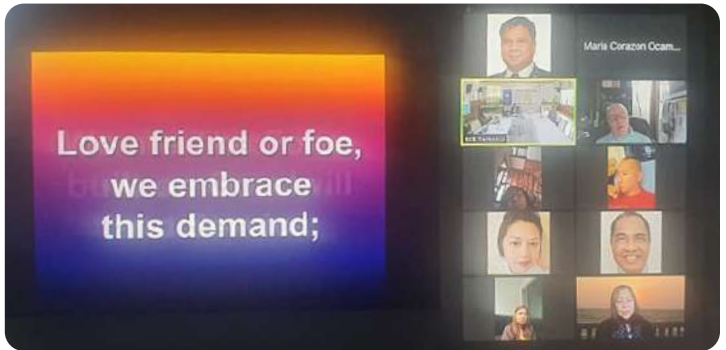 Love friend or foe,
we embrace
this demand;
Maria Corazon Ocam...